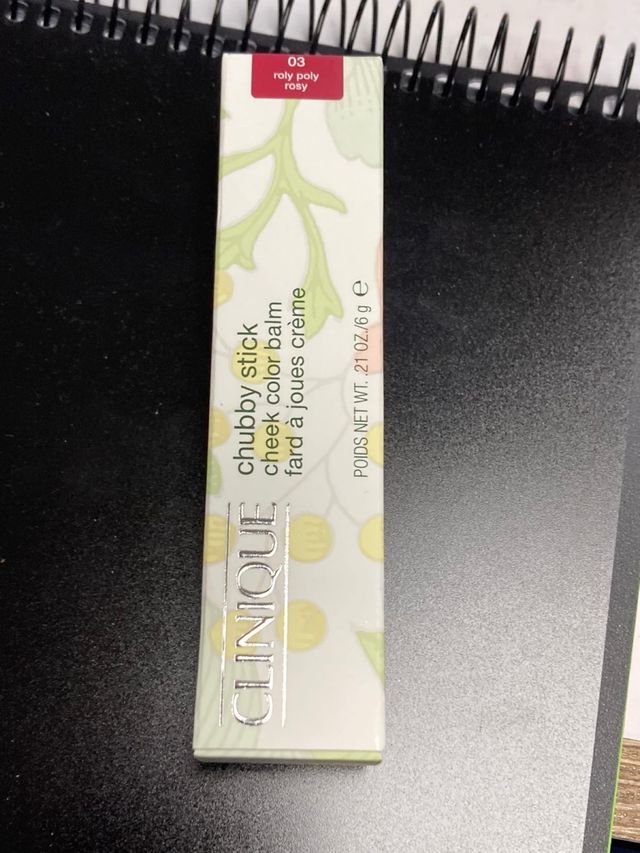 03
roly poly
rosy
CLINIQUE
chubby stick
cheek color balm
fard à joues crème
POIDS NET WT. .21 OZ./6 g ℮